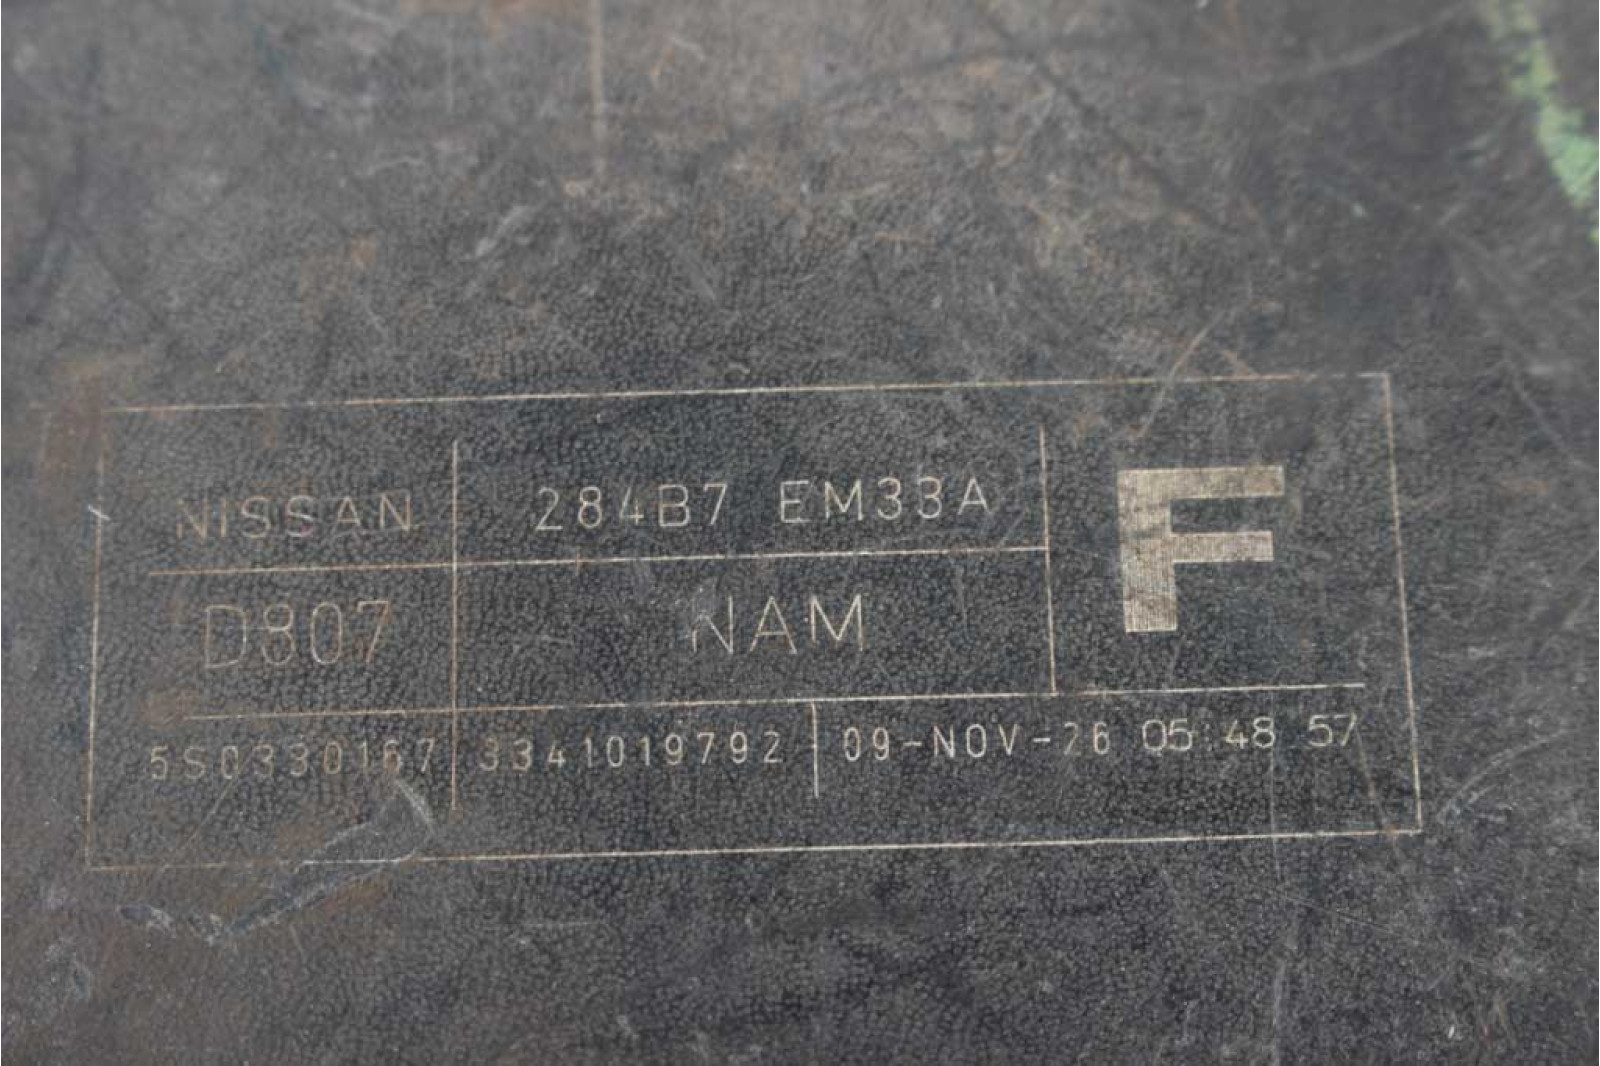 NISSAN 284B7 EM33A F
D807 NAM
5S0330167 3341019792 09-NOV-26 05:48 57